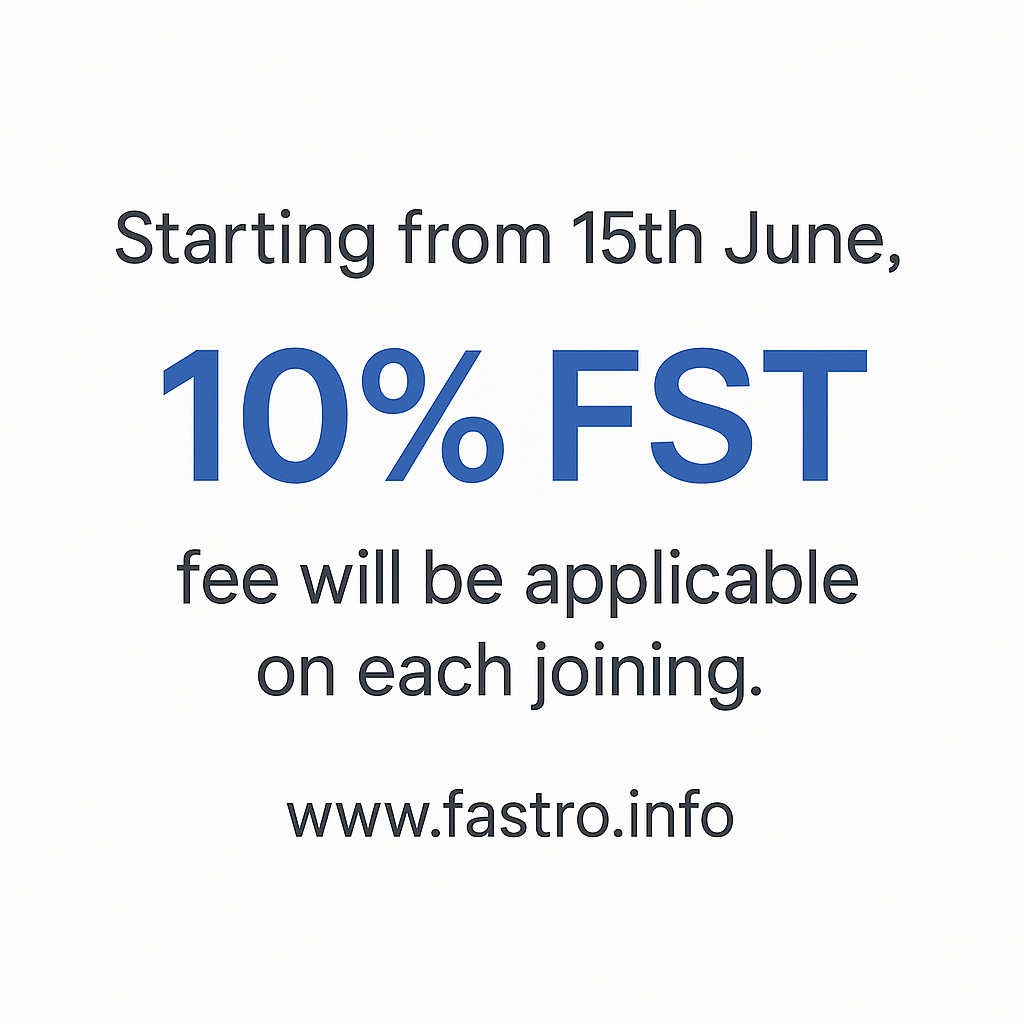 Starting from 15th June,
10% FST
fee will be applicable
on each joining.
www.fastro.info